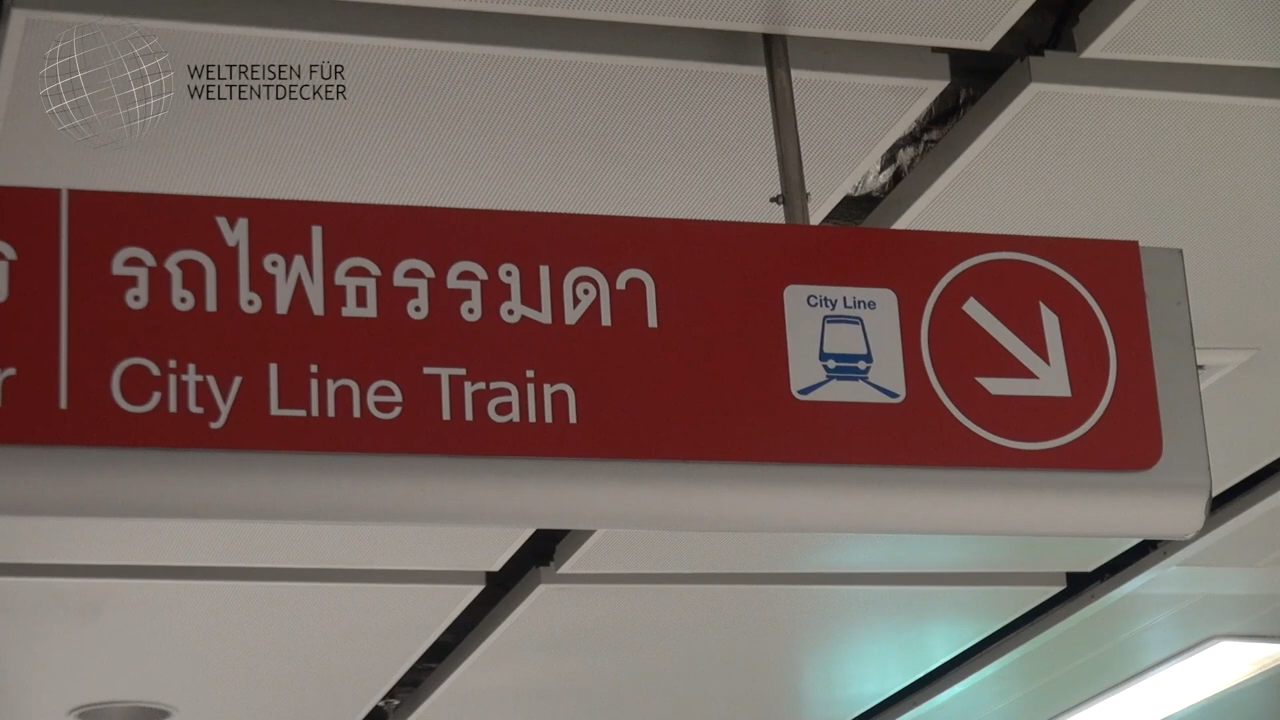 WELTREISEN FÜR
WELTENTDECKER
รถไฟธรรมดา
City Line Train
City Line